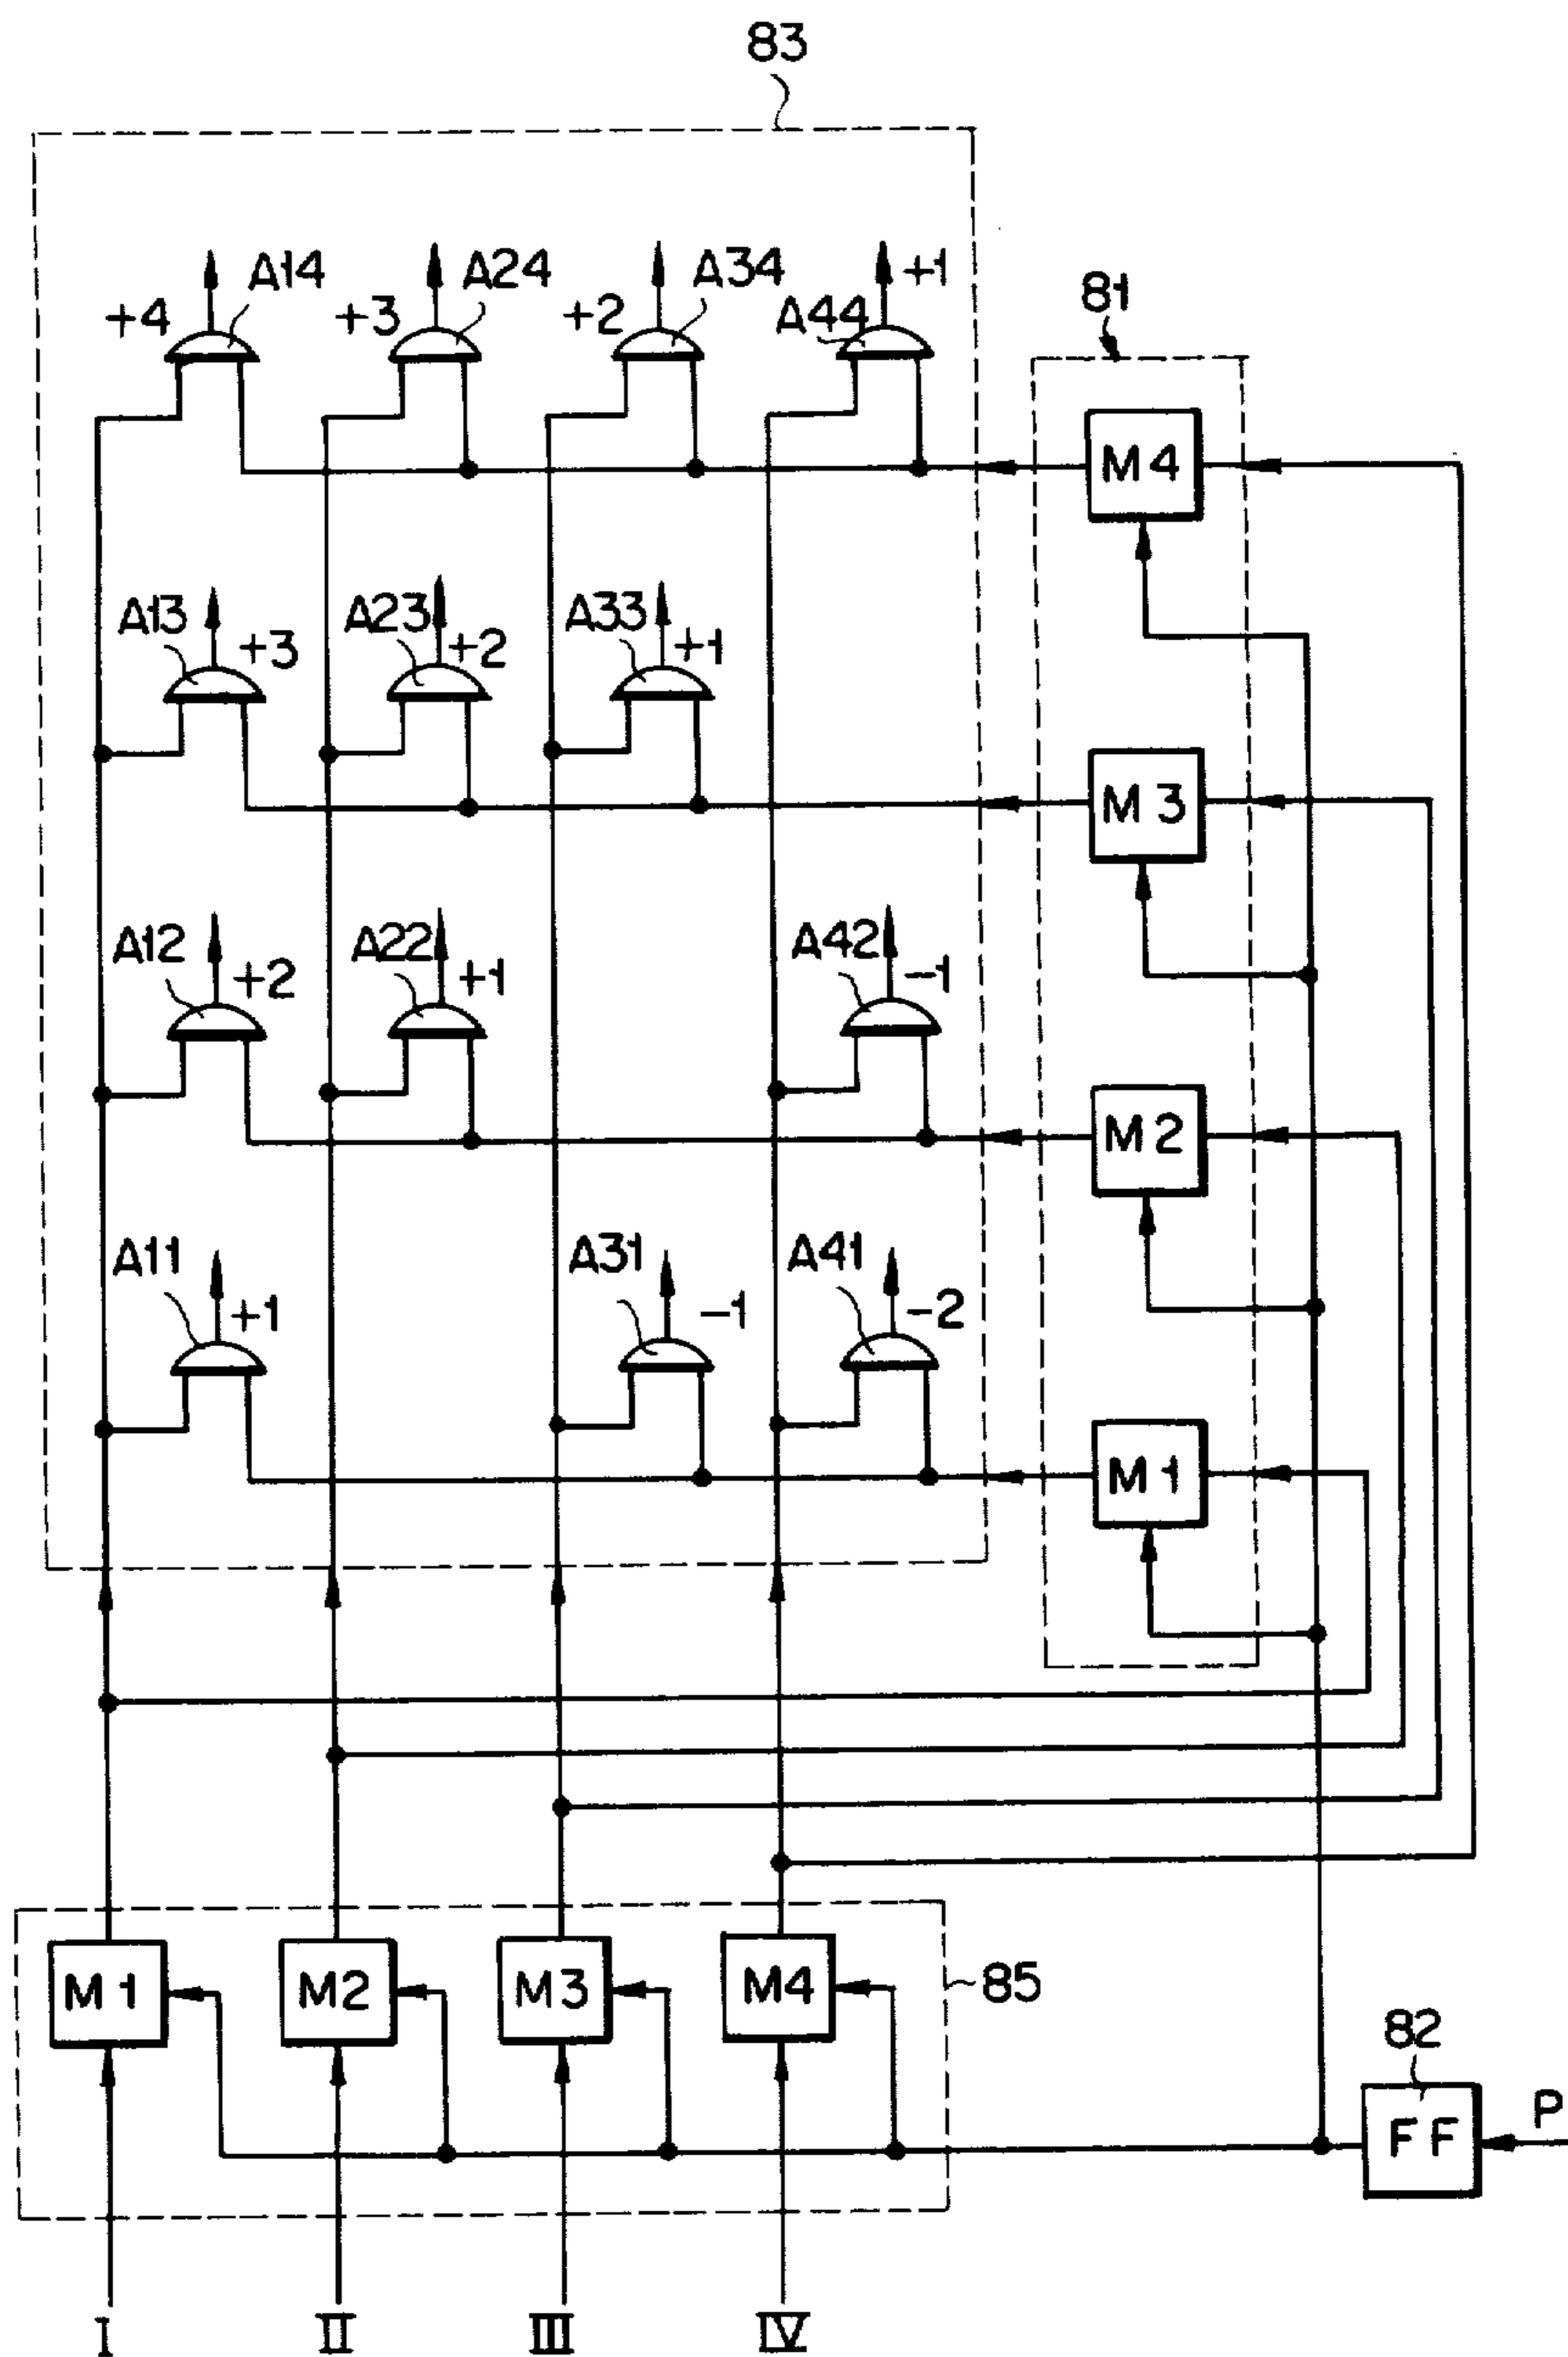 83
A14 A24 A34 +1
+4 +3 +2 A44
81
M4
A13 +3 A23 +2 A33 +1
M3
A12 +2 A22 +1 A42 -1
M2
A11 +1 A31 -1 A41 -2
M1
M1 M2 M3 M4 85
82
FF P
I II III IV